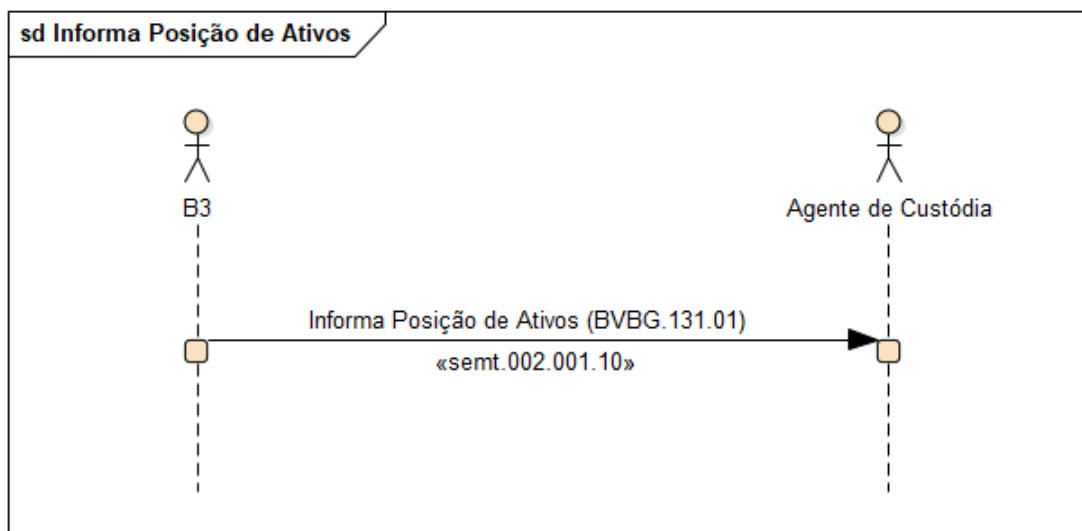 sd Informa Posição de Ativos
B3
Agente de Custódia
Informa Posição de Ativos (BVBG.131.01)
«semt.002.001.10»